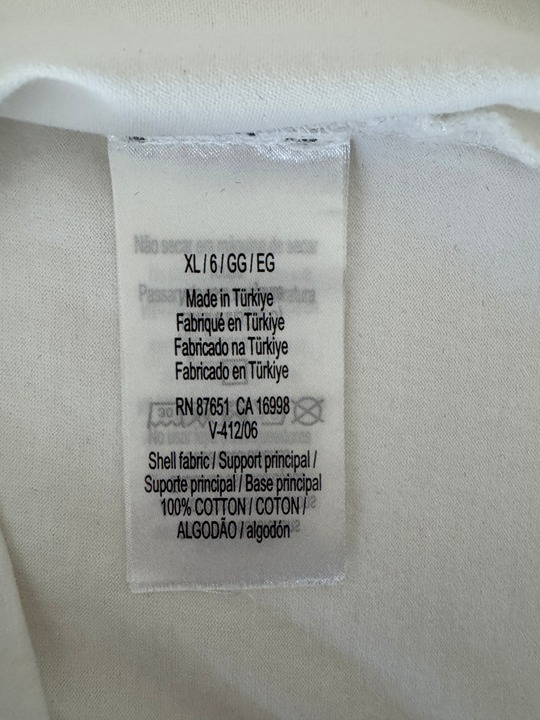 XL / 6 / GG / EG
Made in Türkiye
Fabriqué en Türkiye
Fabricado na Türkiye
Fabricado en Türkiye
RN 87651 CA 16998
V-412/06
Shell fabric / Support principal /
Suporte principal / Base principal
100% COTTON / COTON /
ALGODÃO / algodón